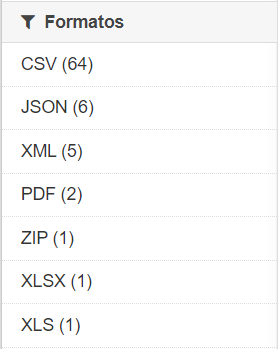 Formatos
CSV (64)
JSON (6)
XML (5)
PDF (2)
ZIP (1)
XLSX (1)
XLS (1)